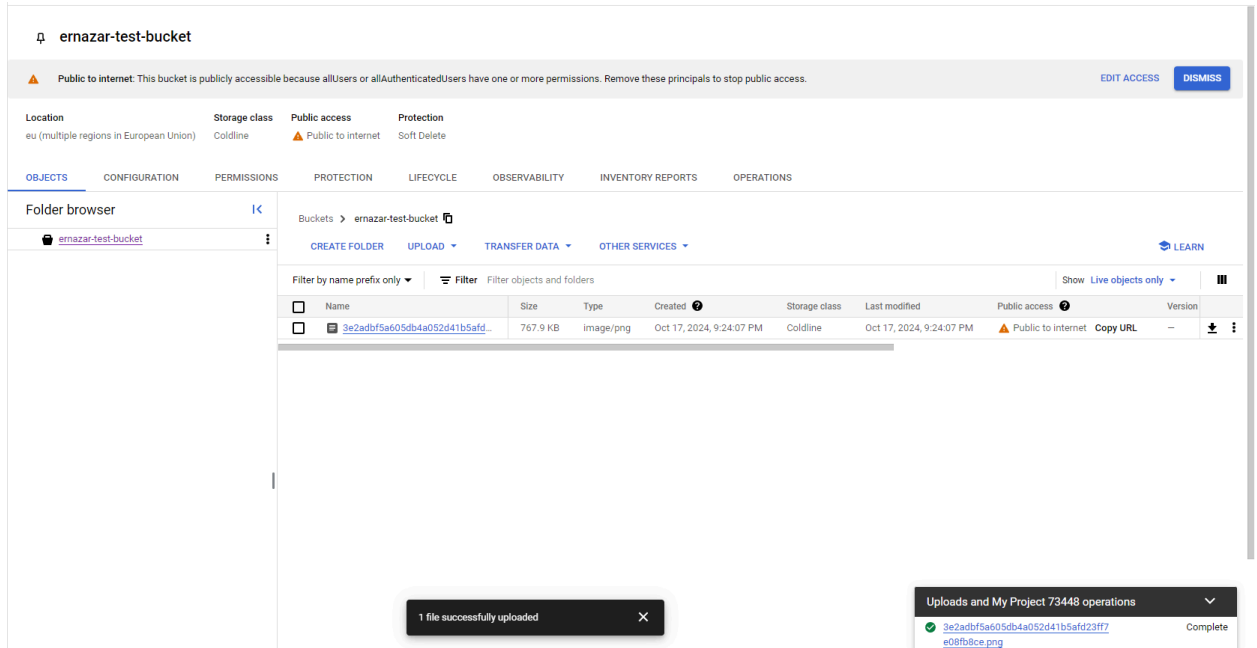 ernazar-test-bucket
Public to internet: This bucket is publicly accessible because allUsers or allAuthenticatedUsers have one or more permissions. Remove these principals to stop public access. EDIT ACCESS DISMISS
Location Storage class Public access Protection
eu (multiple regions in European Union) Coldline Public to internet Soft Delete
OBJECTS CONFIGURATION PERMISSIONS PROTECTION LIFECYCLE OBSERVABILITY INVENTORY REPORTS OPERATIONS
Folder browser
ernazar-test-bucket
Buckets > ernazar-test-bucket
CREATE FOLDER UPLOAD TRANSFER DATA OTHER SERVICES LEARN
Filter by name prefix only Filter Filter objects and folders Show Live objects only
Name Size Type Created Storage class Last modified Public access Version
3e2adbf5a605db4a052d41b5afd... 767.9 KB image/png Oct 17, 2024, 9:24:07 PM Coldline Oct 17, 2024, 9:24:07 PM Public to internet Copy URL –
1 file successfully uploaded
Uploads and My Project 73448 operations
3e2adbf5a605db4a052d41b5afd23ff7 Complete
e08fb8ce.png